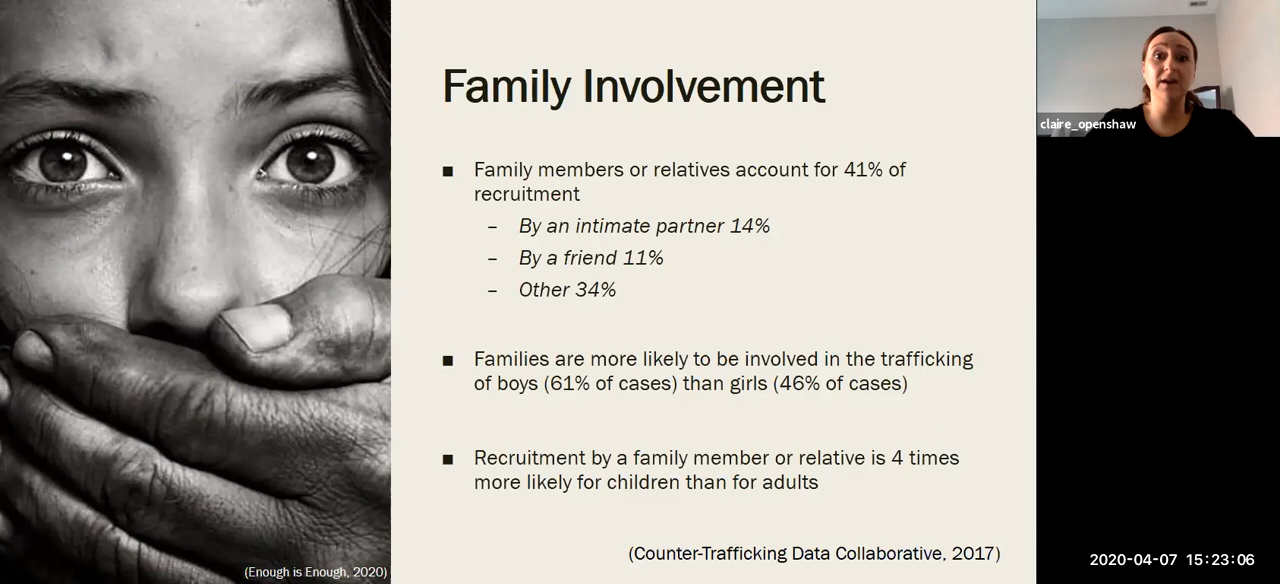 Family Involvement
■ Family members or relatives account for 41% of
recruitment
– By an intimate partner 14%
– By a friend 11%
– Other 34%
■ Families are more likely to be involved in the trafficking
of boys (61% of cases) than girls (46% of cases)
■ Recruitment by a family member or relative is 4 times
more likely for children than for adults
(Counter-Trafficking Data Collaborative, 2017)
(Enough is Enough, 2020)
claire_openshaw
2020-04-07 15:23:06